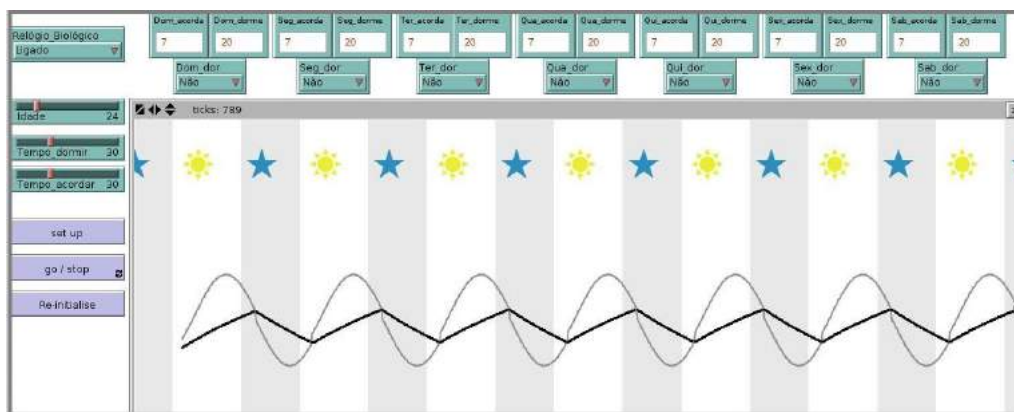 Dom_acorda Dom_dorme Seg_acorda Seg_dorme Ter_acorda Ter_dorme Qua_acorda Qua_dorme Qui_acorda Qui_dorme Sex_acorda Sex_dorme Sab_acorda Sab_dorme
7 20 7 20 7 20 7 20 7 20 7 20 7 20
Relógio_Biológico
Ligado
Dom_dor Seg_dor Ter_dor Qua_dor Qui_dor Sex_dor Sab_dor
Não Não Não Não Não Não Não
ticks: 789
Idade 24
Tempo_dormir 30
Tempo_acordar 30
set up
go / stop
Re-initialise